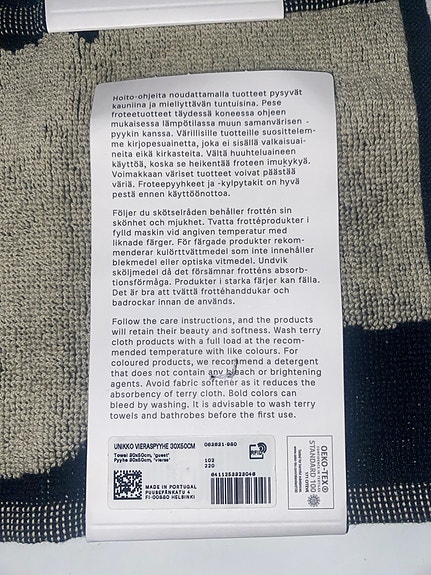 Hoito-ohjeita noudattamalla tuotteet pysyvät
kauniina ja miellyttävän tuntuisina. Pese
froteetuotteet täydessä koneessa ohjeen
mukaisessa lämpötilassa muun samanvärisen -
pyykin kanssa. Värillisille tuotteille suosittelem-
me kirjopesuainetta, joka ei sisällä valkaisuai-
neita eikä kirkasteita. Vältä huuhteluaineen
käyttöä, koska se heikentää froteen imukykyä.
Voimakkaan väriset tuotteet voivat päästää
väriä. Froteepyyhkeet ja -kylpytakit on hyvä
pestä ennen käyttöönottoa.
Följer du skötselråden behåller frottén sin
skönhet och mjukhet. Tvätta frottéprodukter i
fylld maskin vid angiven temperatur med
liknade färger. För färgade produkter rekom-
menderar kulörttvättmedel som inte innehåller
blekmedel eller optiska vitmedel. Undvik
sköljmedel då det försämnar frotténs absorb-
tionsförmåga. Produkter i starka färjer kan fälla.
Det är bra att tvättä frottéhanddukar och
badrockar innan de används.
Follow the care instructions, and the products
will retain their beauty and softness. Wash terry
cloth products with a full load at the recom-
mended temperature with like colours. For
coloured products, we recommend a detergent
that does not contain any bleach or brightening
agents. Avoid fabric softener as it reduces the
absorbency of terry cloth. Bold colors can
bleed by washing. It is advisable to wash terry
towels and bathrobes before the first use.
UNIKKO VIERASPYYHE 30X50CM
Towel 30x50cm, "guest"
Pyyhe 30x50cm, "vieras"
102
220
RFID
MADE IN PORTUGAL
PUUSEPÄNKATU 4
FI-00880 HELSINKI
OEKO-TEX®
STANDARD 100